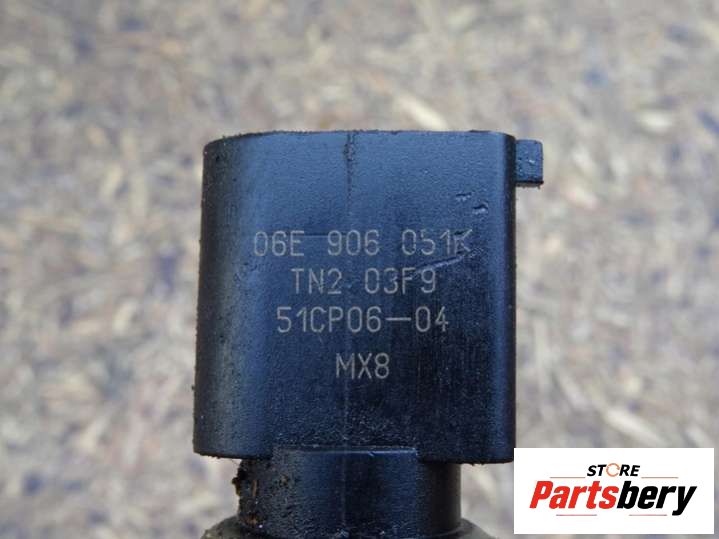 06E 906 051K
TN2 03F9
51CP06-04
MX8
STORE
Partsbery